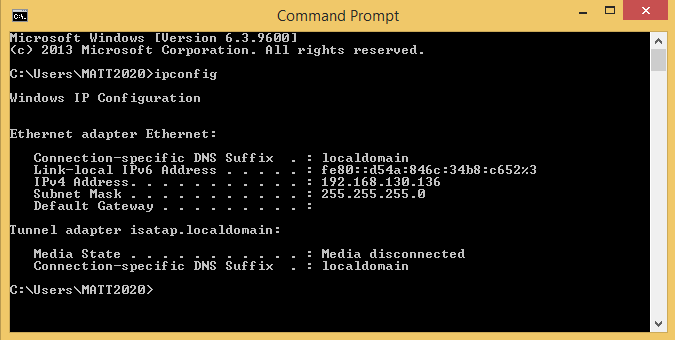 Command Prompt
Microsoft Windows [Version 6.3.9600]
(c) 2013 Microsoft Corporation. All rights reserved.
C:\Users\MATT2020>ipconfig
Windows IP Configuration
Ethernet adapter Ethernet:
Connection-specific DNS Suffix  . : localdomain
Link-local IPv6 Address . . . . . : fe80::d54a:846c:34b8:c652%3
IPv4 Address. . . . . . . . . . . : 192.168.130.136
Subnet Mask . . . . . . . . . . . : 255.255.255.0
Default Gateway . . . . . . . . . :
Tunnel adapter isatap.localdomain:
Media State . . . . . . . . . . . : Media disconnected
Connection-specific DNS Suffix  . : localdomain
C:\Users\MATT2020>